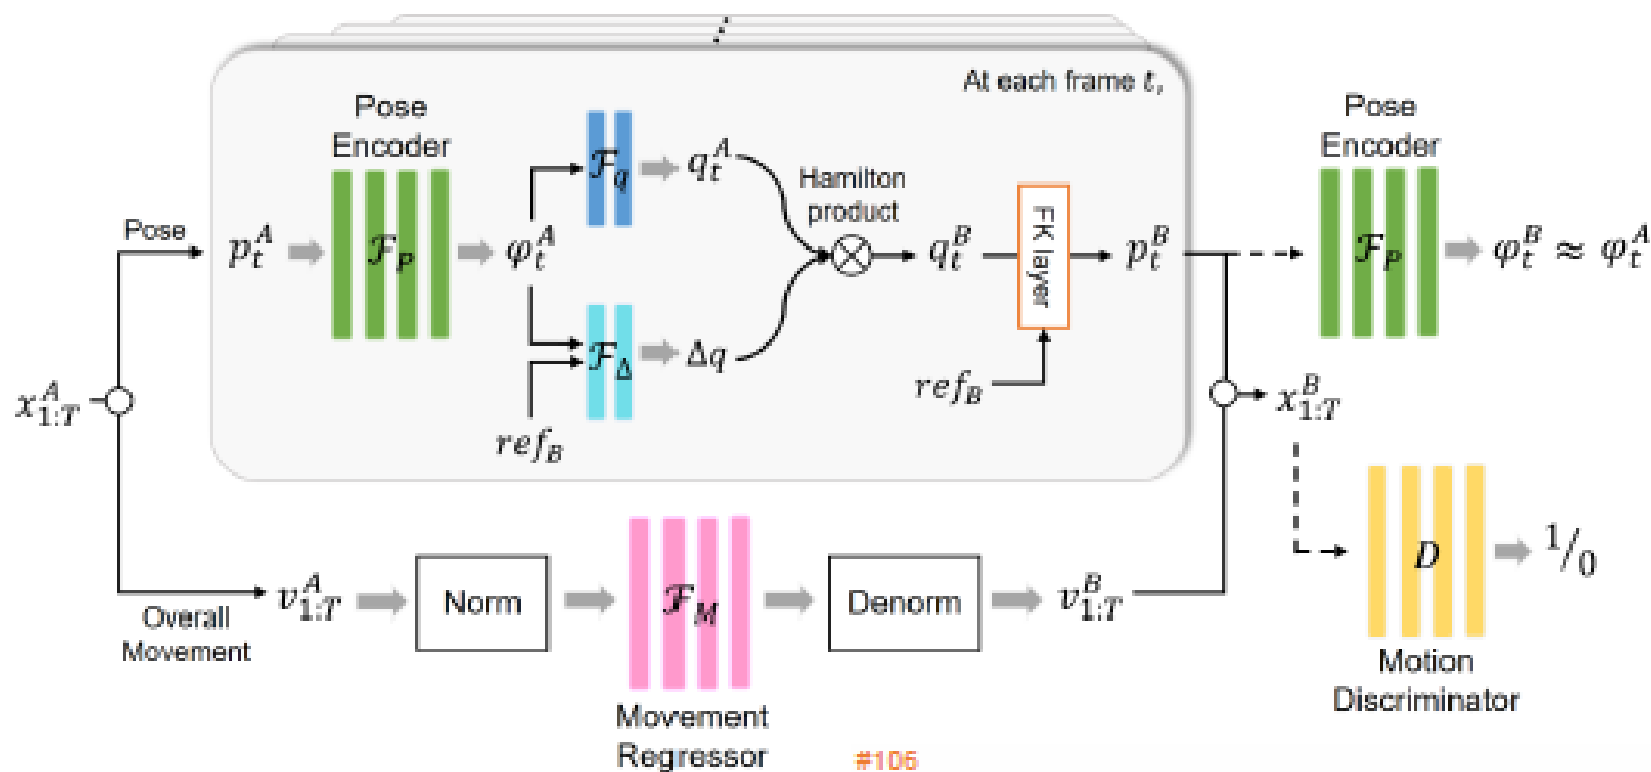 At each frame t,
Pose
Encoder
Pose
Encoder
F_q
q_t^A
Hamilton
product
Pose
p_t^A
F_P
φ_t^A
q_t^B
FK layer
p_t^B
F_P
φ_t^B ≈ φ_t^A
F_Δ
Δq
ref_B
ref_B
x_{1:T}^A
x_{1:T}^B
v_{1:T}^A
Norm
F_M
Denorm
v_{1:T}^B
D
1/0
Overall
Movement
Motion
Discriminator
Movement
Regressor
#106